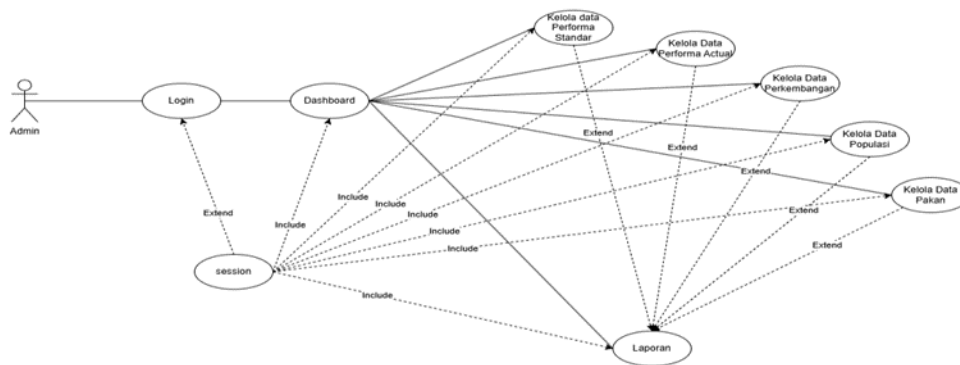 Kelola data
Performa
Standar
Kelola Data
Performa Actual
Kelola Data
Perkembangan
Admin
Login
Dashboard
Kelola Data
Populasi
Kelola Data
Pakan
Extend
Extend
Extend
Extend
Extend
Extend
Include
Include
Include
Include
Include
Include
Include
session
Laporan